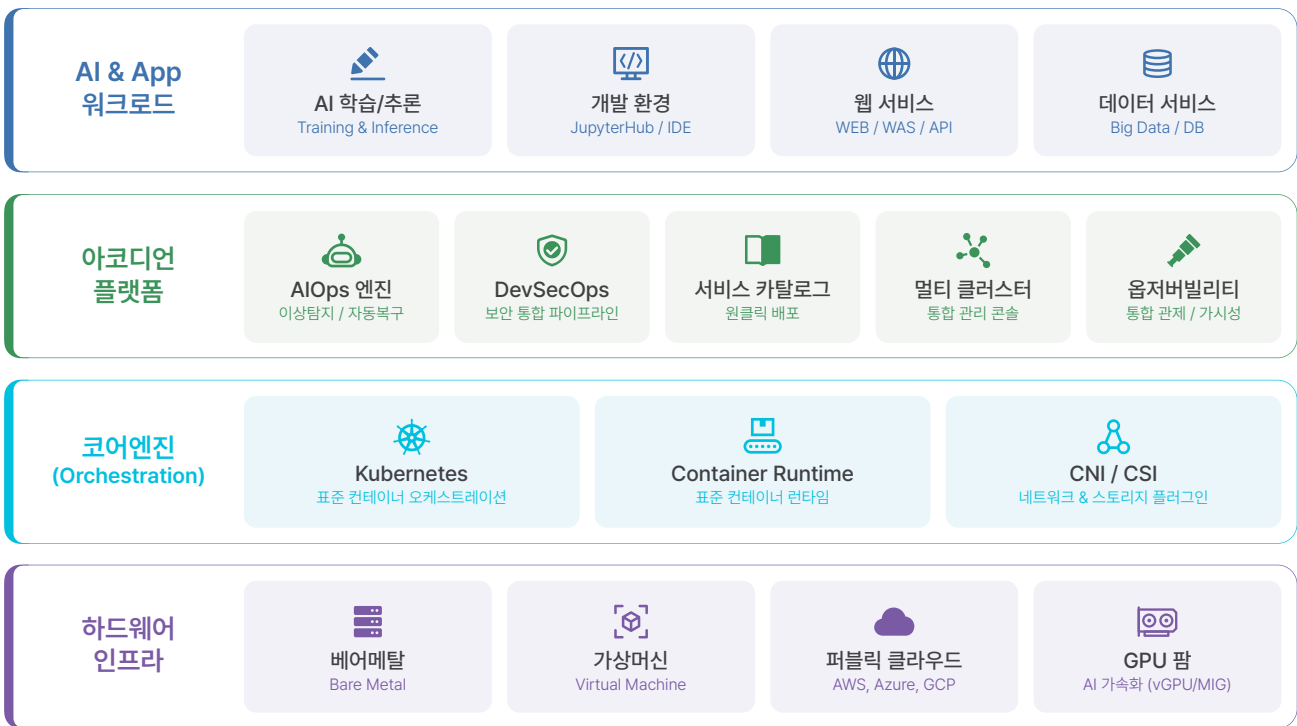 AI & App
워크로드
AI 학습/추론
Training & Inference
개발 환경
JupyterHub / IDE
웹 서비스
WEB / WAS / API
데이터 서비스
Big Data / DB
아코디언
플랫폼
AIOps 엔진
이상탐지 / 자동복구
DevSecOps
보안 통합 파이프라인
서비스 카탈로그
원클릭 배포
멀티 클러스터
통합 관리 콘솔
옵저버빌리티
통합 관제 / 가시성
코어엔진
(Orchestration)
Kubernetes
표준 컨테이너 오케스트레이션
Container Runtime
표준 컨테이너 런타임
CNI / CSI
네트워크 & 스토리지 플러그인
하드웨어
인프라
베어메탈
Bare Metal
가상머신
Virtual Machine
퍼블릭 클라우드
AWS, Azure, GCP
GPU 팜
AI 가속화 (vGPU/MIG)